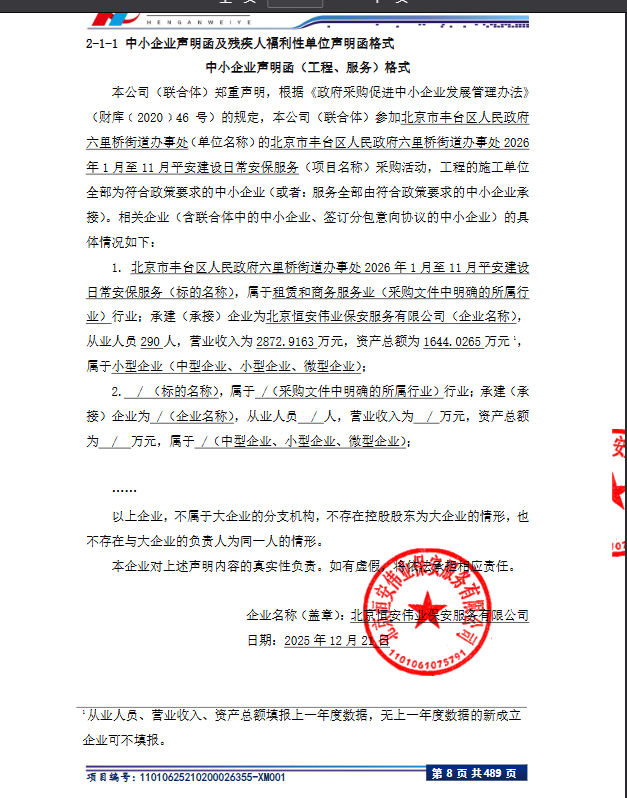 HENGANWEIYE
2-1-1 中小企业声明函及残疾人福利性单位声明函格式
中小企业声明函（工程、服务）格式
本公司（联合体）郑重声明，根据《政府采购促进中小企业发展管理办法》
（财库﹝2020﹞46 号）的规定，本公司（联合体）参加北京市丰台区人民政府
六里桥街道办事处(单位名称)的北京市丰台区人民政府六里桥街道办事处 2026
年 1 月至 11 月平安建设日常安保服务（项目名称）采购活动，工程的施工单位
全部为符合政策要求的中小企业（或者：服务全部由符合政策要求的中小企业承
接）。相关企业（含联合体中的中小企业、签订分包意向协议的中小企业）的具
体情况如下：
1. 北京市丰台区人民政府六里桥街道办事处 2026 年 1 月至 11 月平安建设
日常安保服务（标的名称），属于租赁和商务服务业（采购文件中明确的所属行
业）行业；承建（承接）企业为北京恒安伟业保安服务有限公司（企业名称），
从业人员 290 人，营业收入为 2872.9163 万元，资产总额为 1644.0265 万元¹，
属于小型企业（中型企业、小型企业、微型企业）；
2. / （标的名称），属于 /（采购文件中明确的所属行业）行业；承建（承
接）企业为 /（企业名称），从业人员 / 人，营业收入为 / 万元，资产总额
为 / 万元，属于 /（中型企业、小型企业、微型企业）；
……
以上企业，不属于大企业的分支机构，不存在控股股东为大企业的情形，也
不存在与大企业的负责人为同一人的情形。
本企业对上述声明内容的真实性负责。如有虚假，将依法承担相应责任。
企业名称（盖章）：北京恒安伟业保安服务有限公司
日期：2025 年 12 月 21 日
北京恒安伟业保安服务有限公司
1101061075791
¹从业人员、营业收入、资产总额填报上一年度数据，无上一年度数据的新成立
企业可不填报。
项目编号：11010625210200026355-XM001
第 8 页 共 489 页
安